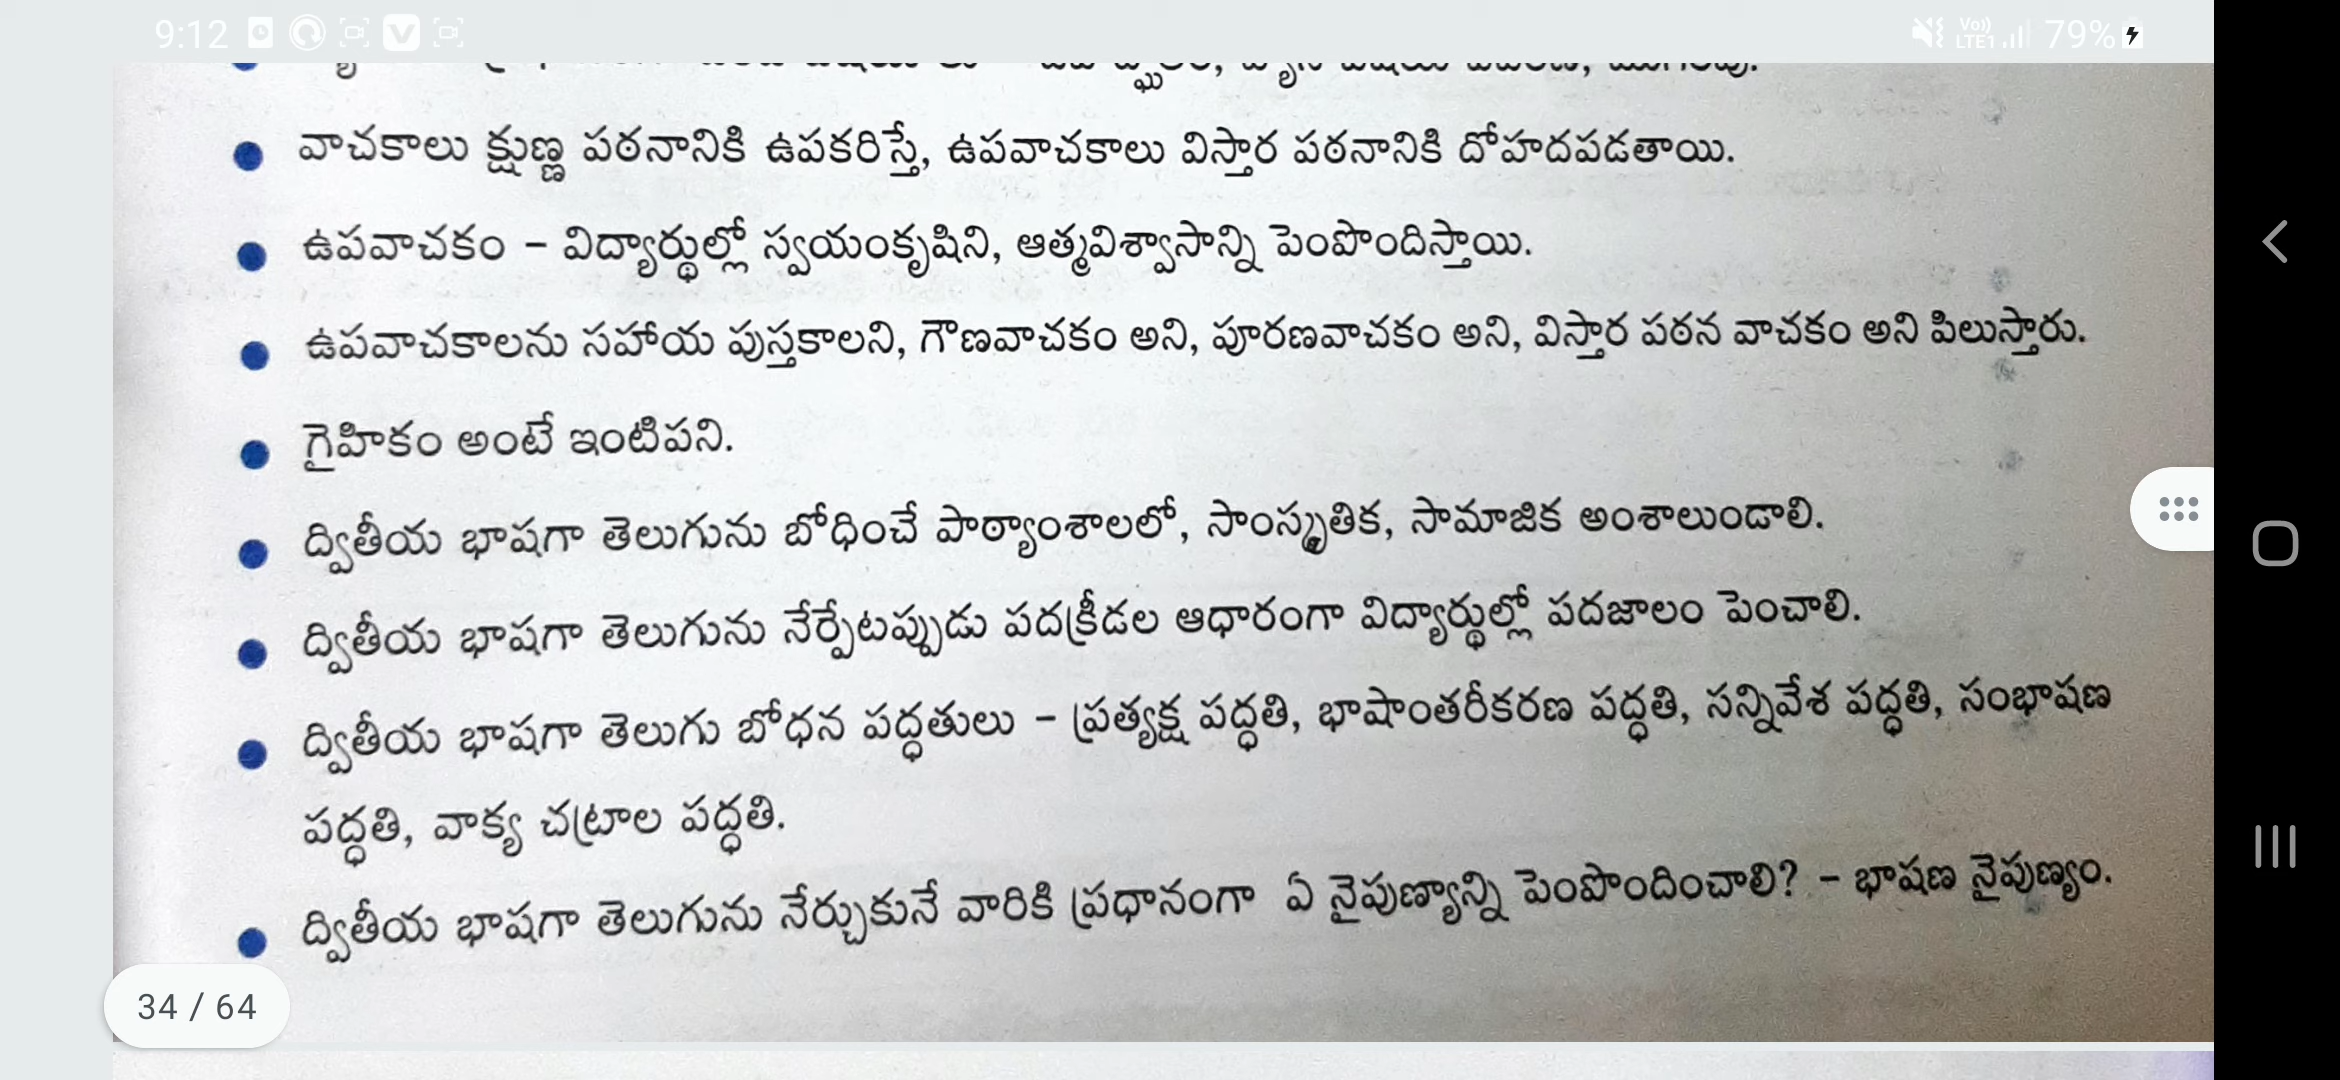 9:12
Vo)) LTE1 79%
వాచకాలు క్షుణ్ణ పఠనానికి ఉపకరిస్తే, ఉపవాచకాలు విస్తార పఠనానికి దోహదపడతాయి.
ఉపవాచకం – విద్యార్థుల్లో స్వయంకృషిని, ఆత్మవిశ్వాసాన్ని పెంపొందిస్తాయి.
ఉపవాచకాలను సహాయ పుస్తకాలని, గౌణవాచకం అని, పూరణవాచకం అని, విస్తార పఠన వాచకం అని పిలుస్తారు.
గైహికం అంటే ఇంటిపని.
ద్వితీయ భాషగా తెలుగును బోధించే పాఠ్యాంశాలలో, సాంస్కృతిక, సామాజిక అంశాలుండాలి.
ద్వితీయ భాషగా తెలుగును నేర్పేటప్పుడు పదక్రీడల ఆధారంగా విద్యార్థుల్లో పదజాలం పెంచాలి.
ద్వితీయ భాషగా తెలుగు బోధన పద్ధతులు – ప్రత్యక్ష పద్ధతి, భాషాంతరీకరణ పద్ధతి, సన్నివేశ పద్ధతి, సంభాషణ
పద్ధతి, వాక్య చట్రాల పద్ధతి.
ద్వితీయ భాషగా తెలుగును నేర్చుకునే వారికి ప్రధానంగా ఏ నైపుణ్యాన్ని పెంపొందించాలి? – భాషణ నైపుణ్యం.
34 / 64